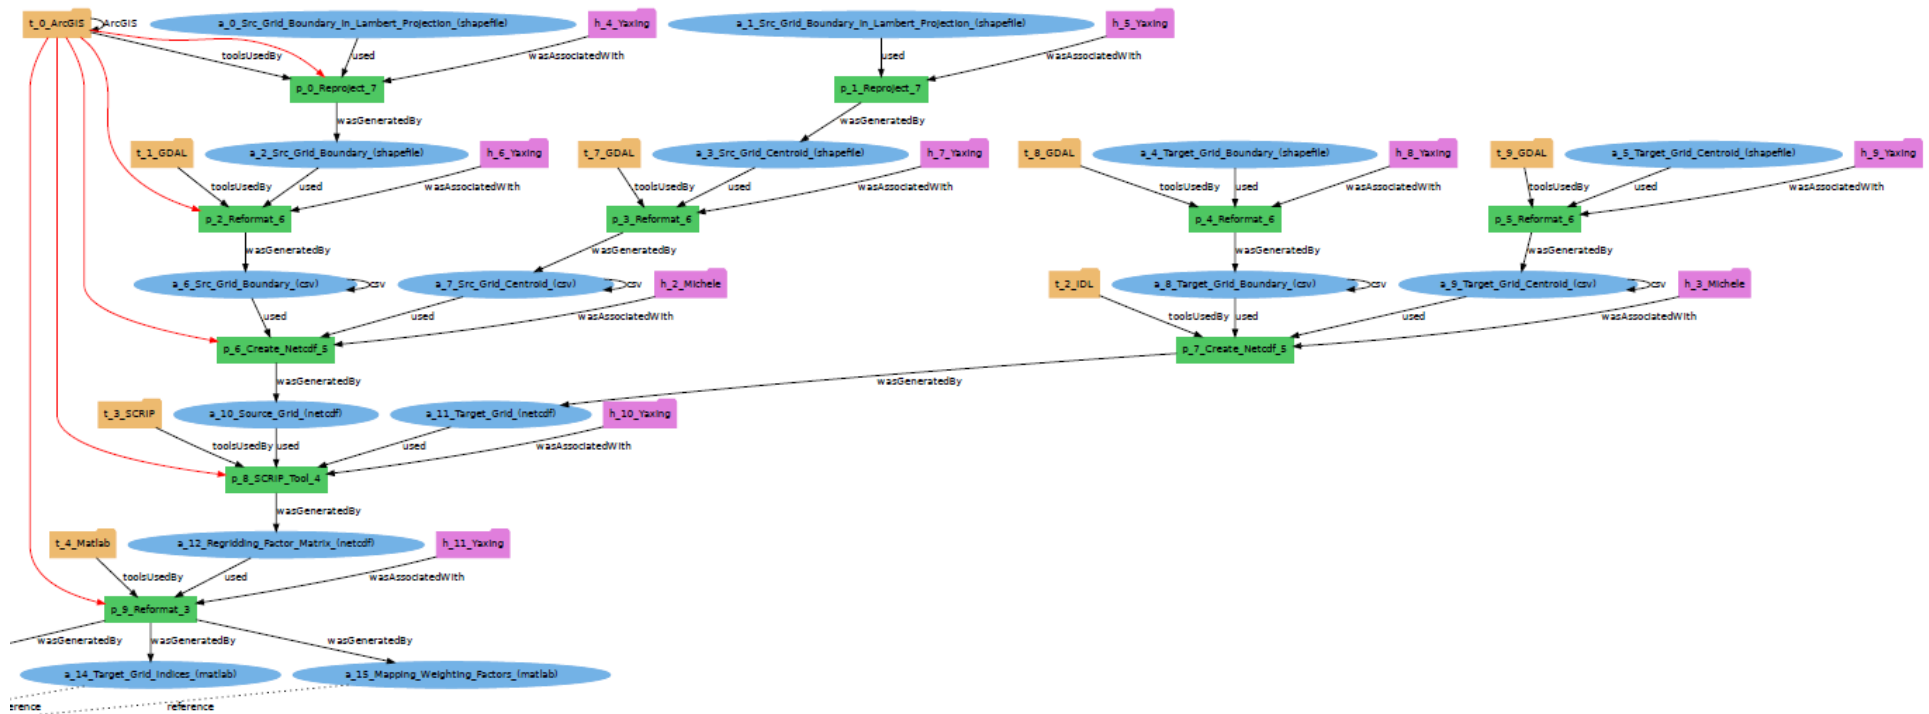 t_0_ArcGIS ArcGIS a_0_Src_Grid_Boundary_In_Lambert_Projection_(shapefile) h_4_Yaxing a_1_Src_Grid_Boundary_In_Lambert_Projection_(shapefile) h_5_Yaxing
toolsUsedBy used wasAssociatedWith used wasAssociatedWith
p_0_Reproject_7 p_1_Reproject_7
wasGeneratedBy wasGeneratedBy
t_1_GDAL a_2_Src_Grid_Boundary_(shapefile) h_6_Yaxing t_7_GDAL a_3_Src_Grid_Centroid_(shapefile) h_7_Yaxing t_8_GDAL a_4_Target_Grid_Boundary_(shapefile) h_8_Yaxing t_9_GDAL a_5_Target_Grid_Centroid_(shapefile) h_9_Yaxing
toolsUsedBy used wasAssociatedWith toolsUsedBy used wasAssociatedWith toolsUsedBy used wasAssociatedWith toolsUsedBy used wasAssociatedWith
p_2_Reformat_6 p_3_Reformat_6 p_4_Reformat_6 p_5_Reformat_6
wasGeneratedBy wasGeneratedBy wasGeneratedBy wasGeneratedBy
a_6_Src_Grid_Boundary_(csv) csv a_7_Src_Grid_Centroid_(csv) csv h_2_Michele t_2_IDL a_8_Target_Grid_Boundary_(csv) csv a_9_Target_Grid_Centroid_(csv) csv h_3_Michele
used used wasAssociatedWith toolsUsedBy used used wasAssociatedWith
p_6_Create_Netcdf_5 p_7_Create_Netcdf_5
wasGeneratedBy wasGeneratedBy
t_3_SCRIP a_10_Source_Grid_(netcdf) a_11_Target_Grid_(netcdf) h_10_Yaxing
toolsUsedBy used used wasAssociatedWith
p_8_SCRIP_Tool_4
wasGeneratedBy
t_4_Matlab a_12_Regridding_Factor_Matrix_(netcdf) h_11_Yaxing
toolsUsedBy used wasAssociatedWith
p_9_Reformat_3
wasGeneratedBy wasGeneratedBy wasGeneratedBy
a_14_Target_Grid_Indices_(matlab) a_15_Mapping_Weighting_Factors_(matlab)
erence reference